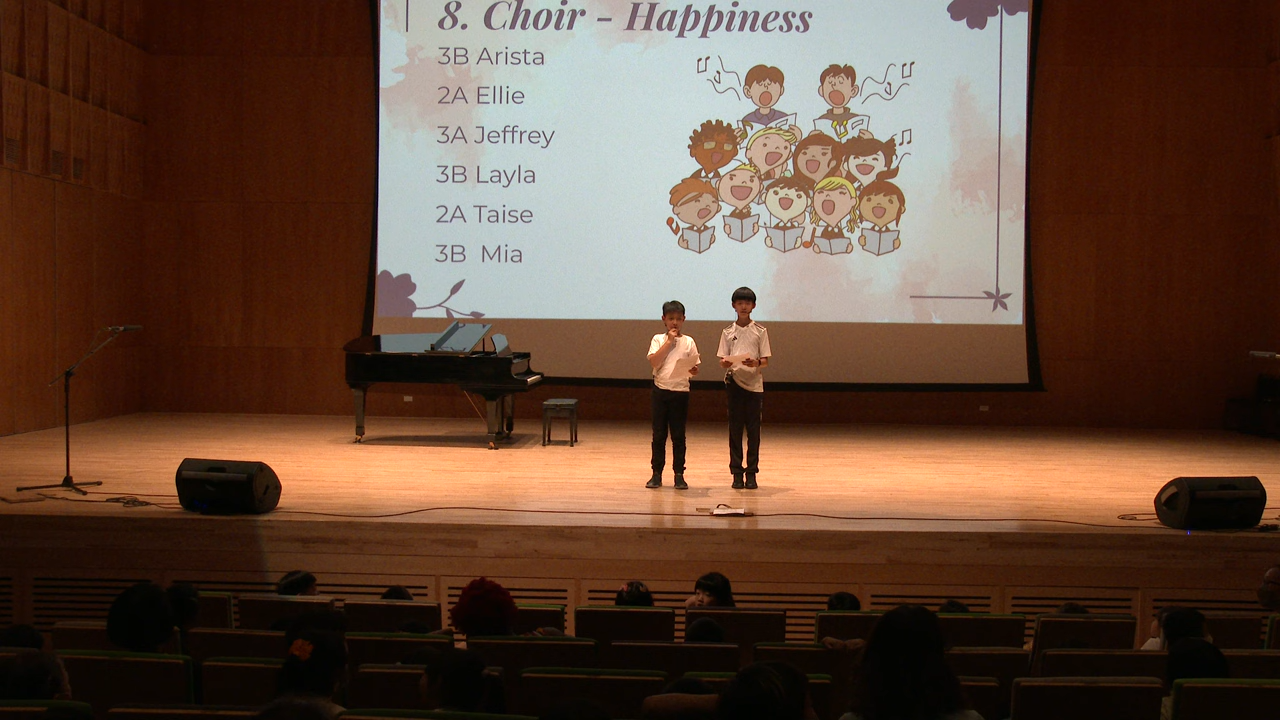 8. Choir - Happiness
3B Arista
2A Ellie
3A Jeffrey
3B Layla
2A Taise
3B Mia